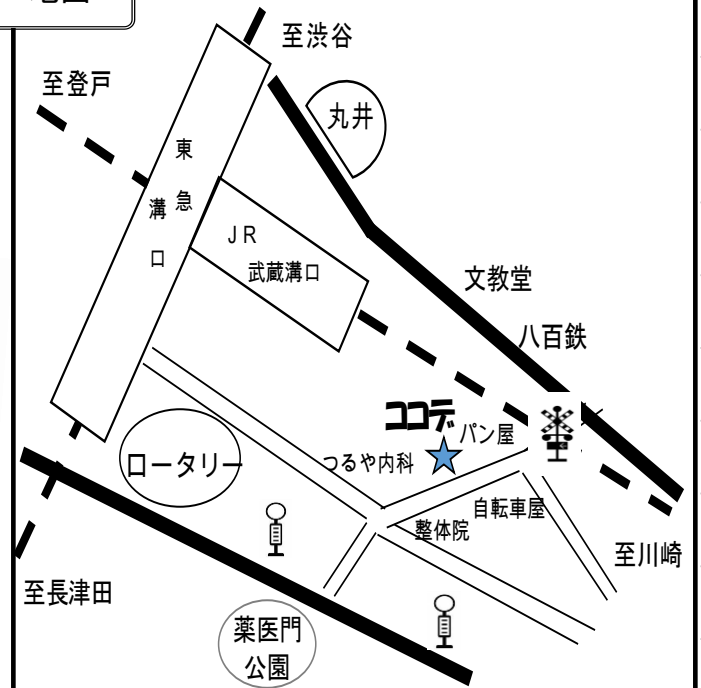 至渋谷
至登戸
丸井
東急
溝口
JR
武蔵溝口
文教堂
八百鉄
ココデ
パン屋
つるや内科
ロータリー
自転車屋
整体院
至川崎
至長津田
薬医門
公園